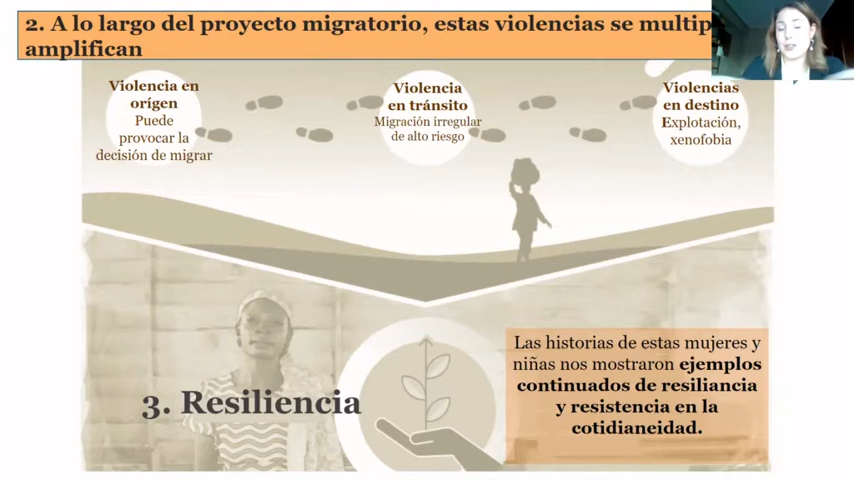 2. A lo largo del proyecto migratorio, estas violencias se
amplifican
Violencia en
orígen
Puede
provocar la
decisión de migrar
Violencia
en tránsito
Migración irregular
de alto riesgo
Violencias
en destino
Explotación,
xenofobia
3. Resiliencia
Las historias de estas mujeres y
niñas nos mostraron ejemplos
continuados de resiliancia
y resistencia en la
cotidianeidad.